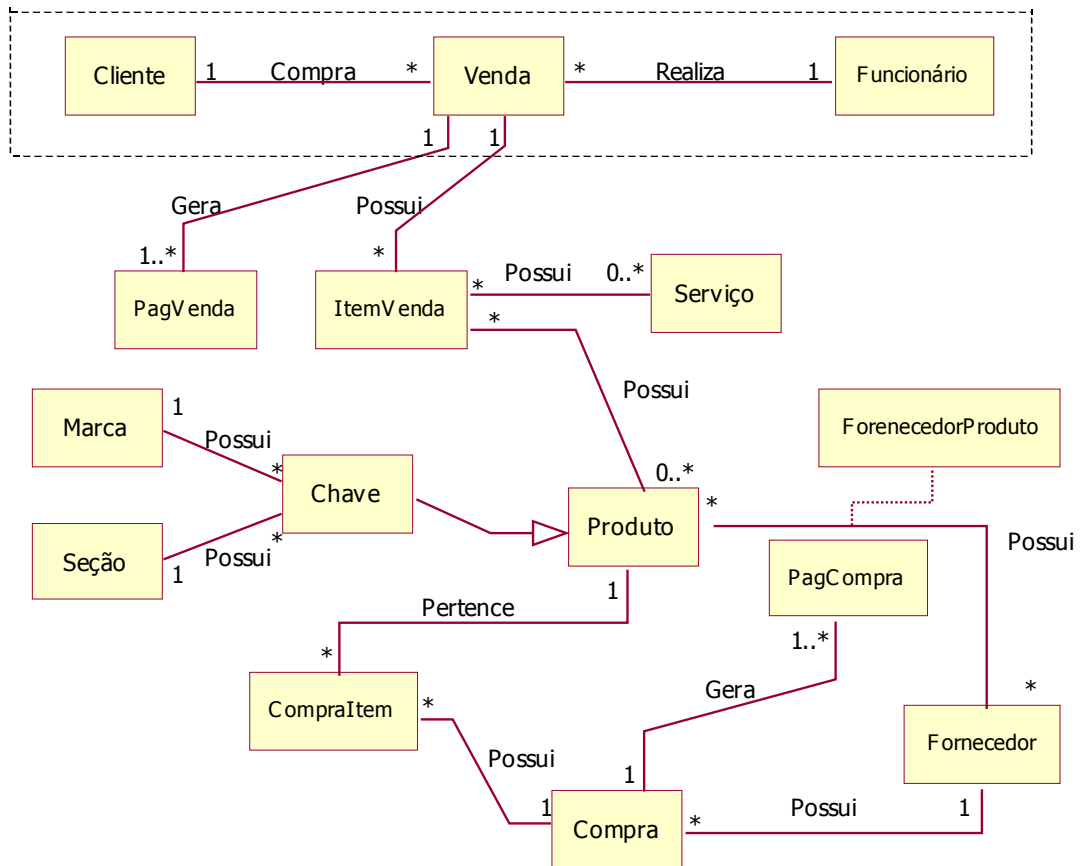 Cliente 1 Compra * Venda * Realiza 1 Funcionário
1 1
Gera Possui
1..* * Possui 0..*
PagVenda ItemVenda * Serviço
*
Possui
Marca 1 ForenecedorProduto
Possui
* 0..*
Chave Produto *
Seção * Possui
1 Possui PagCompra
Pertence 1
1..*
* Gera *
CompraItem * Fornecedor
Possui
1
1 Compra * Possui 1